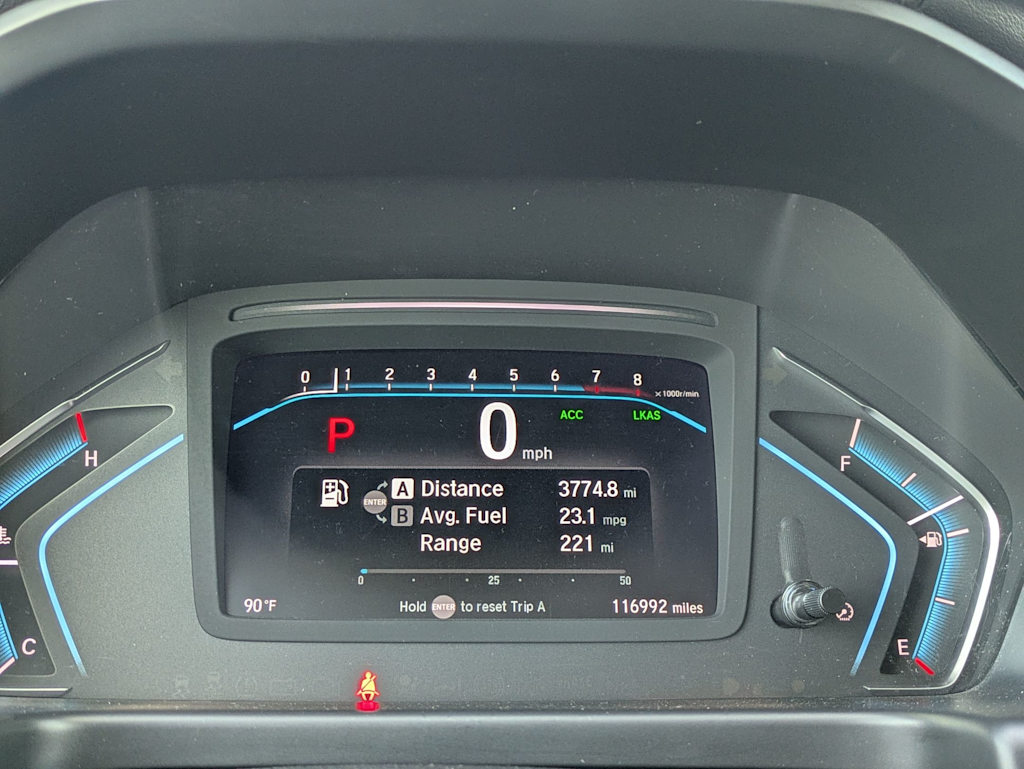 0 1 2 3 4 5 6 7 8
x1000r/min
P 0 mph ACC LKAS
H
F
A Distance 3774.8 mi
ENTER
B Avg. Fuel 23.1 mpg
Range 221 mi
0 25 50
90°F Hold ENTER to reset Trip A 116992 miles
C
E